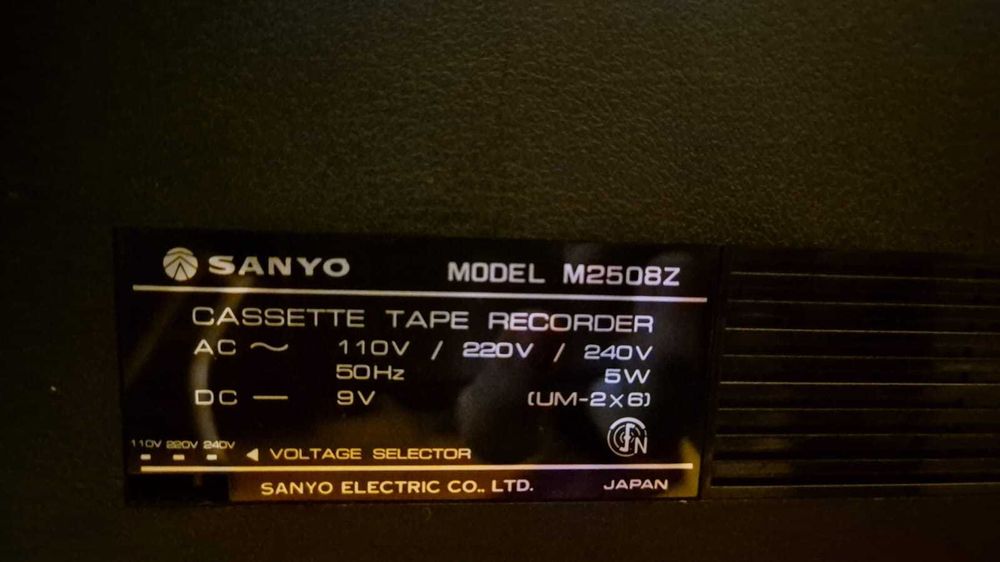 SANYO MODEL M2508Z
CASSETTE TAPE RECORDER
AC ～ 110V / 220V / 240V
50Hz 5W
DC — 9V (UM-2×6)
110V 220V 240V
◀ VOLTAGE SELECTOR
SANYO ELECTRIC CO., LTD. JAPAN